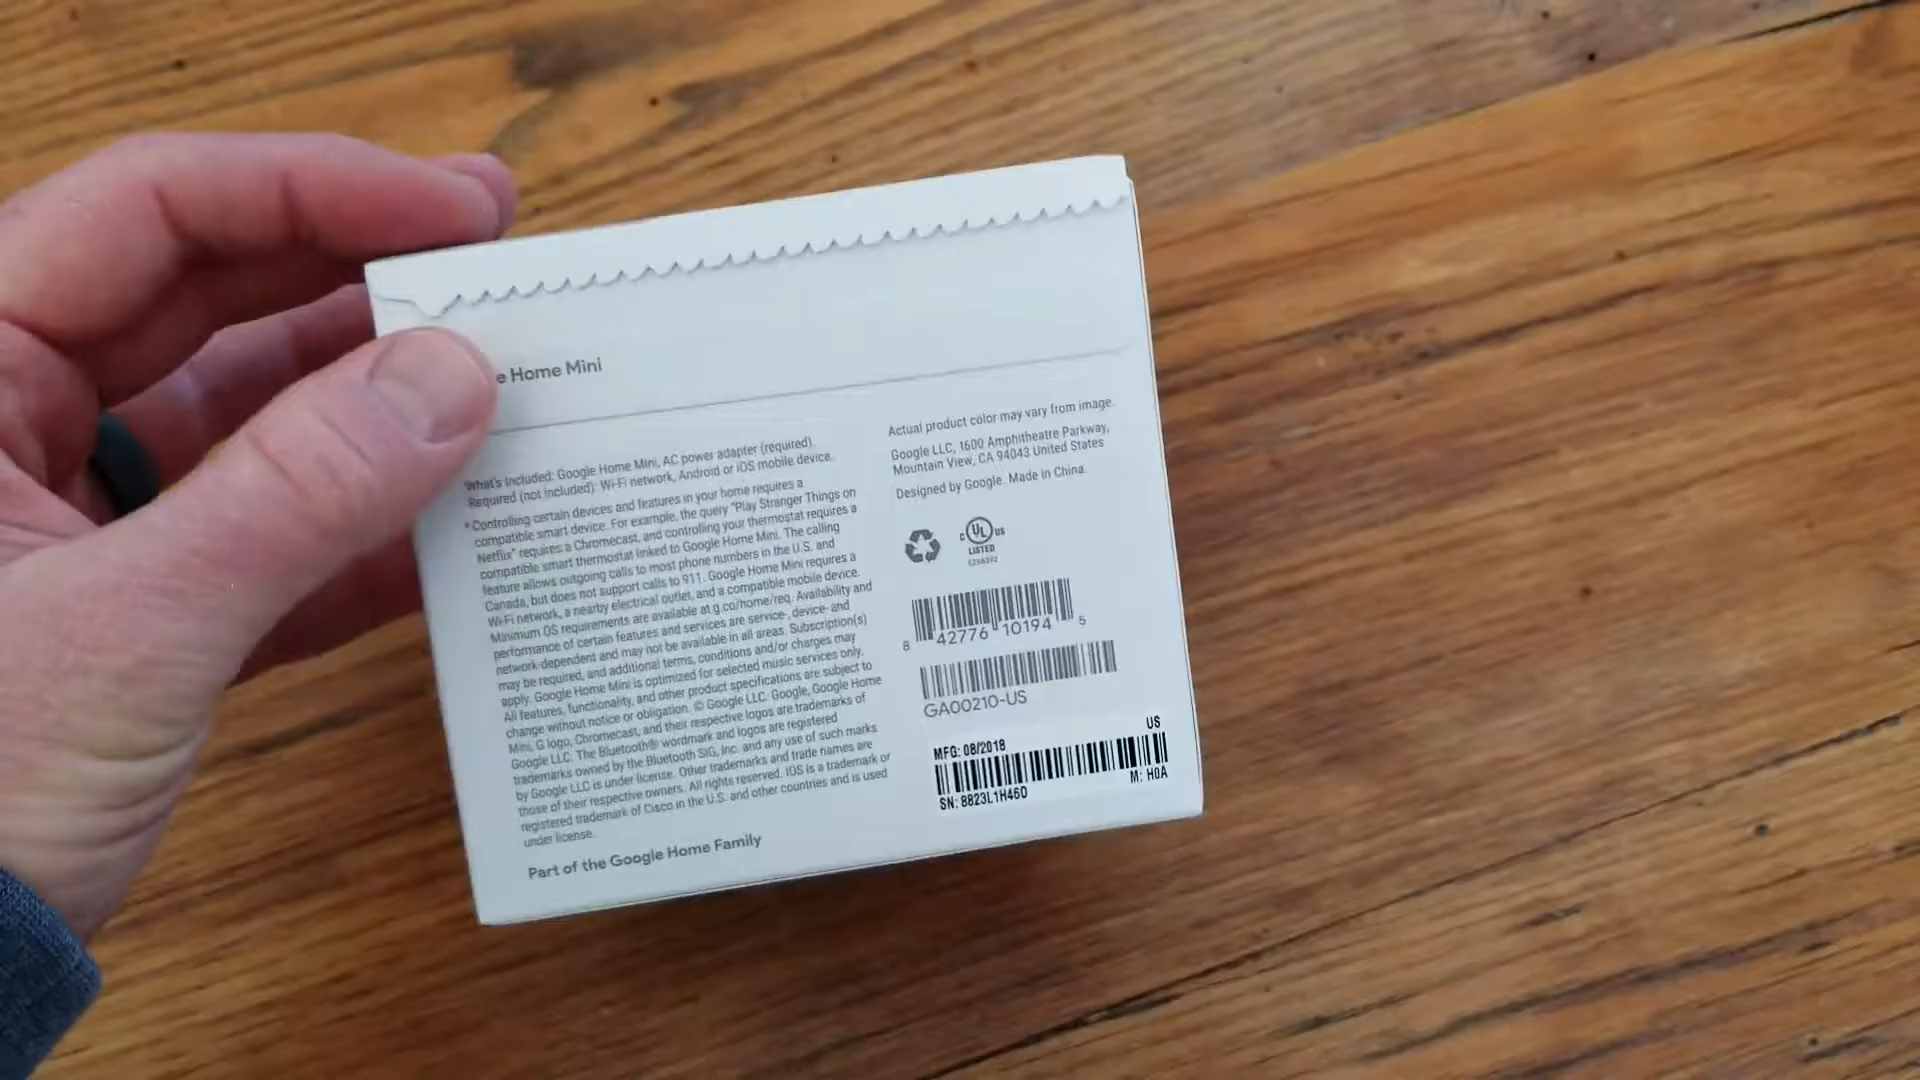 e Home Mini
What's Included: Google Home Mini, AC power adapter (required).
Required (not included): Wi-Fi network, Android or iOS mobile device.
* Controlling certain devices and features in your home requires a
compatible smart device. For example, the query "Play Stranger Things on
Netflix" requires a Chromecast, and controlling your thermostat requires a
compatible smart thermostat linked to Google Home Mini. The calling
feature allows outgoing calls to most phone numbers in the U.S. and
Canada, but does not support calls to 911. Google Home Mini requires a
Wi-Fi network, a nearby electrical outlet, and a compatible mobile device.
Minimum OS requirements are available at g.co/home/req. Availability and
performance of certain features and services are service-, device- and
network-dependent and may not be available in all areas. Subscription(s)
may be required, and additional terms, conditions and/or charges may
apply. Google Home Mini is optimized for selected music services only.
All features, functionality, and other product specifications are subject to
change without notice or obligation. © Google LLC. Google, Google Home
Mini, G logo, Chromecast, and their respective logos are trademarks of
Google LLC. The Bluetooth® wordmark and logos are registered
trademarks owned by the Bluetooth SIG, Inc. and any use of such marks
by Google LLC is under license. Other trademarks and trade names are
those of their respective owners. All rights reserved. iOS is a trademark or
registered trademark of Cisco in the U.S. and other countries and is used
under license.
Part of the Google Home Family
Actual product color may vary from image.
Google LLC, 1600 Amphitheatre Parkway,
Mountain View, CA 94043 United States
Designed by Google. Made in China.
C UL US
LISTED
8 42776 10194 5
GA00210-US
US
MFG: 08/2018
M: H0A
SN: 8823L1H460